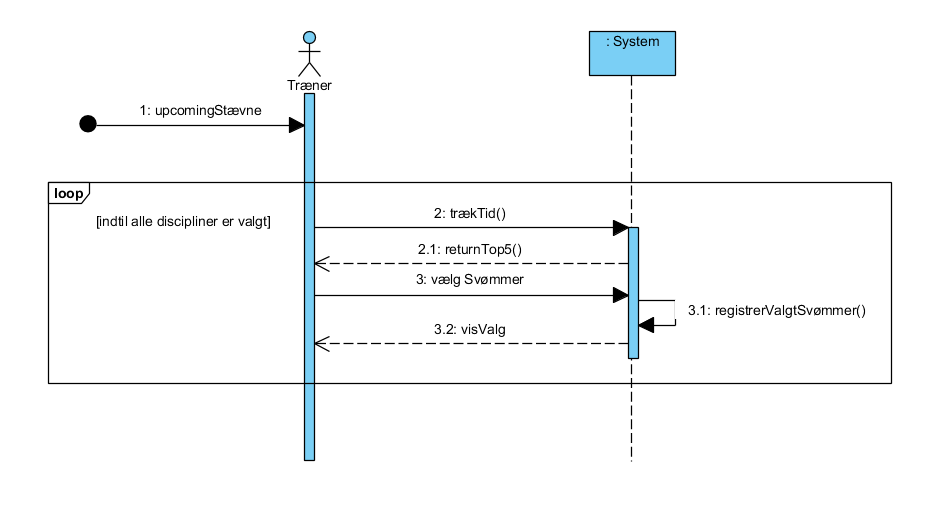 : System
Træner
1: upcomingStævne
loop
[indtil alle discipliner er valgt]
2: trækTid()
2.1: returnTop5()
3: vælg Svømmer
3.1: registrerValgtSvømmer()
3.2: visValg